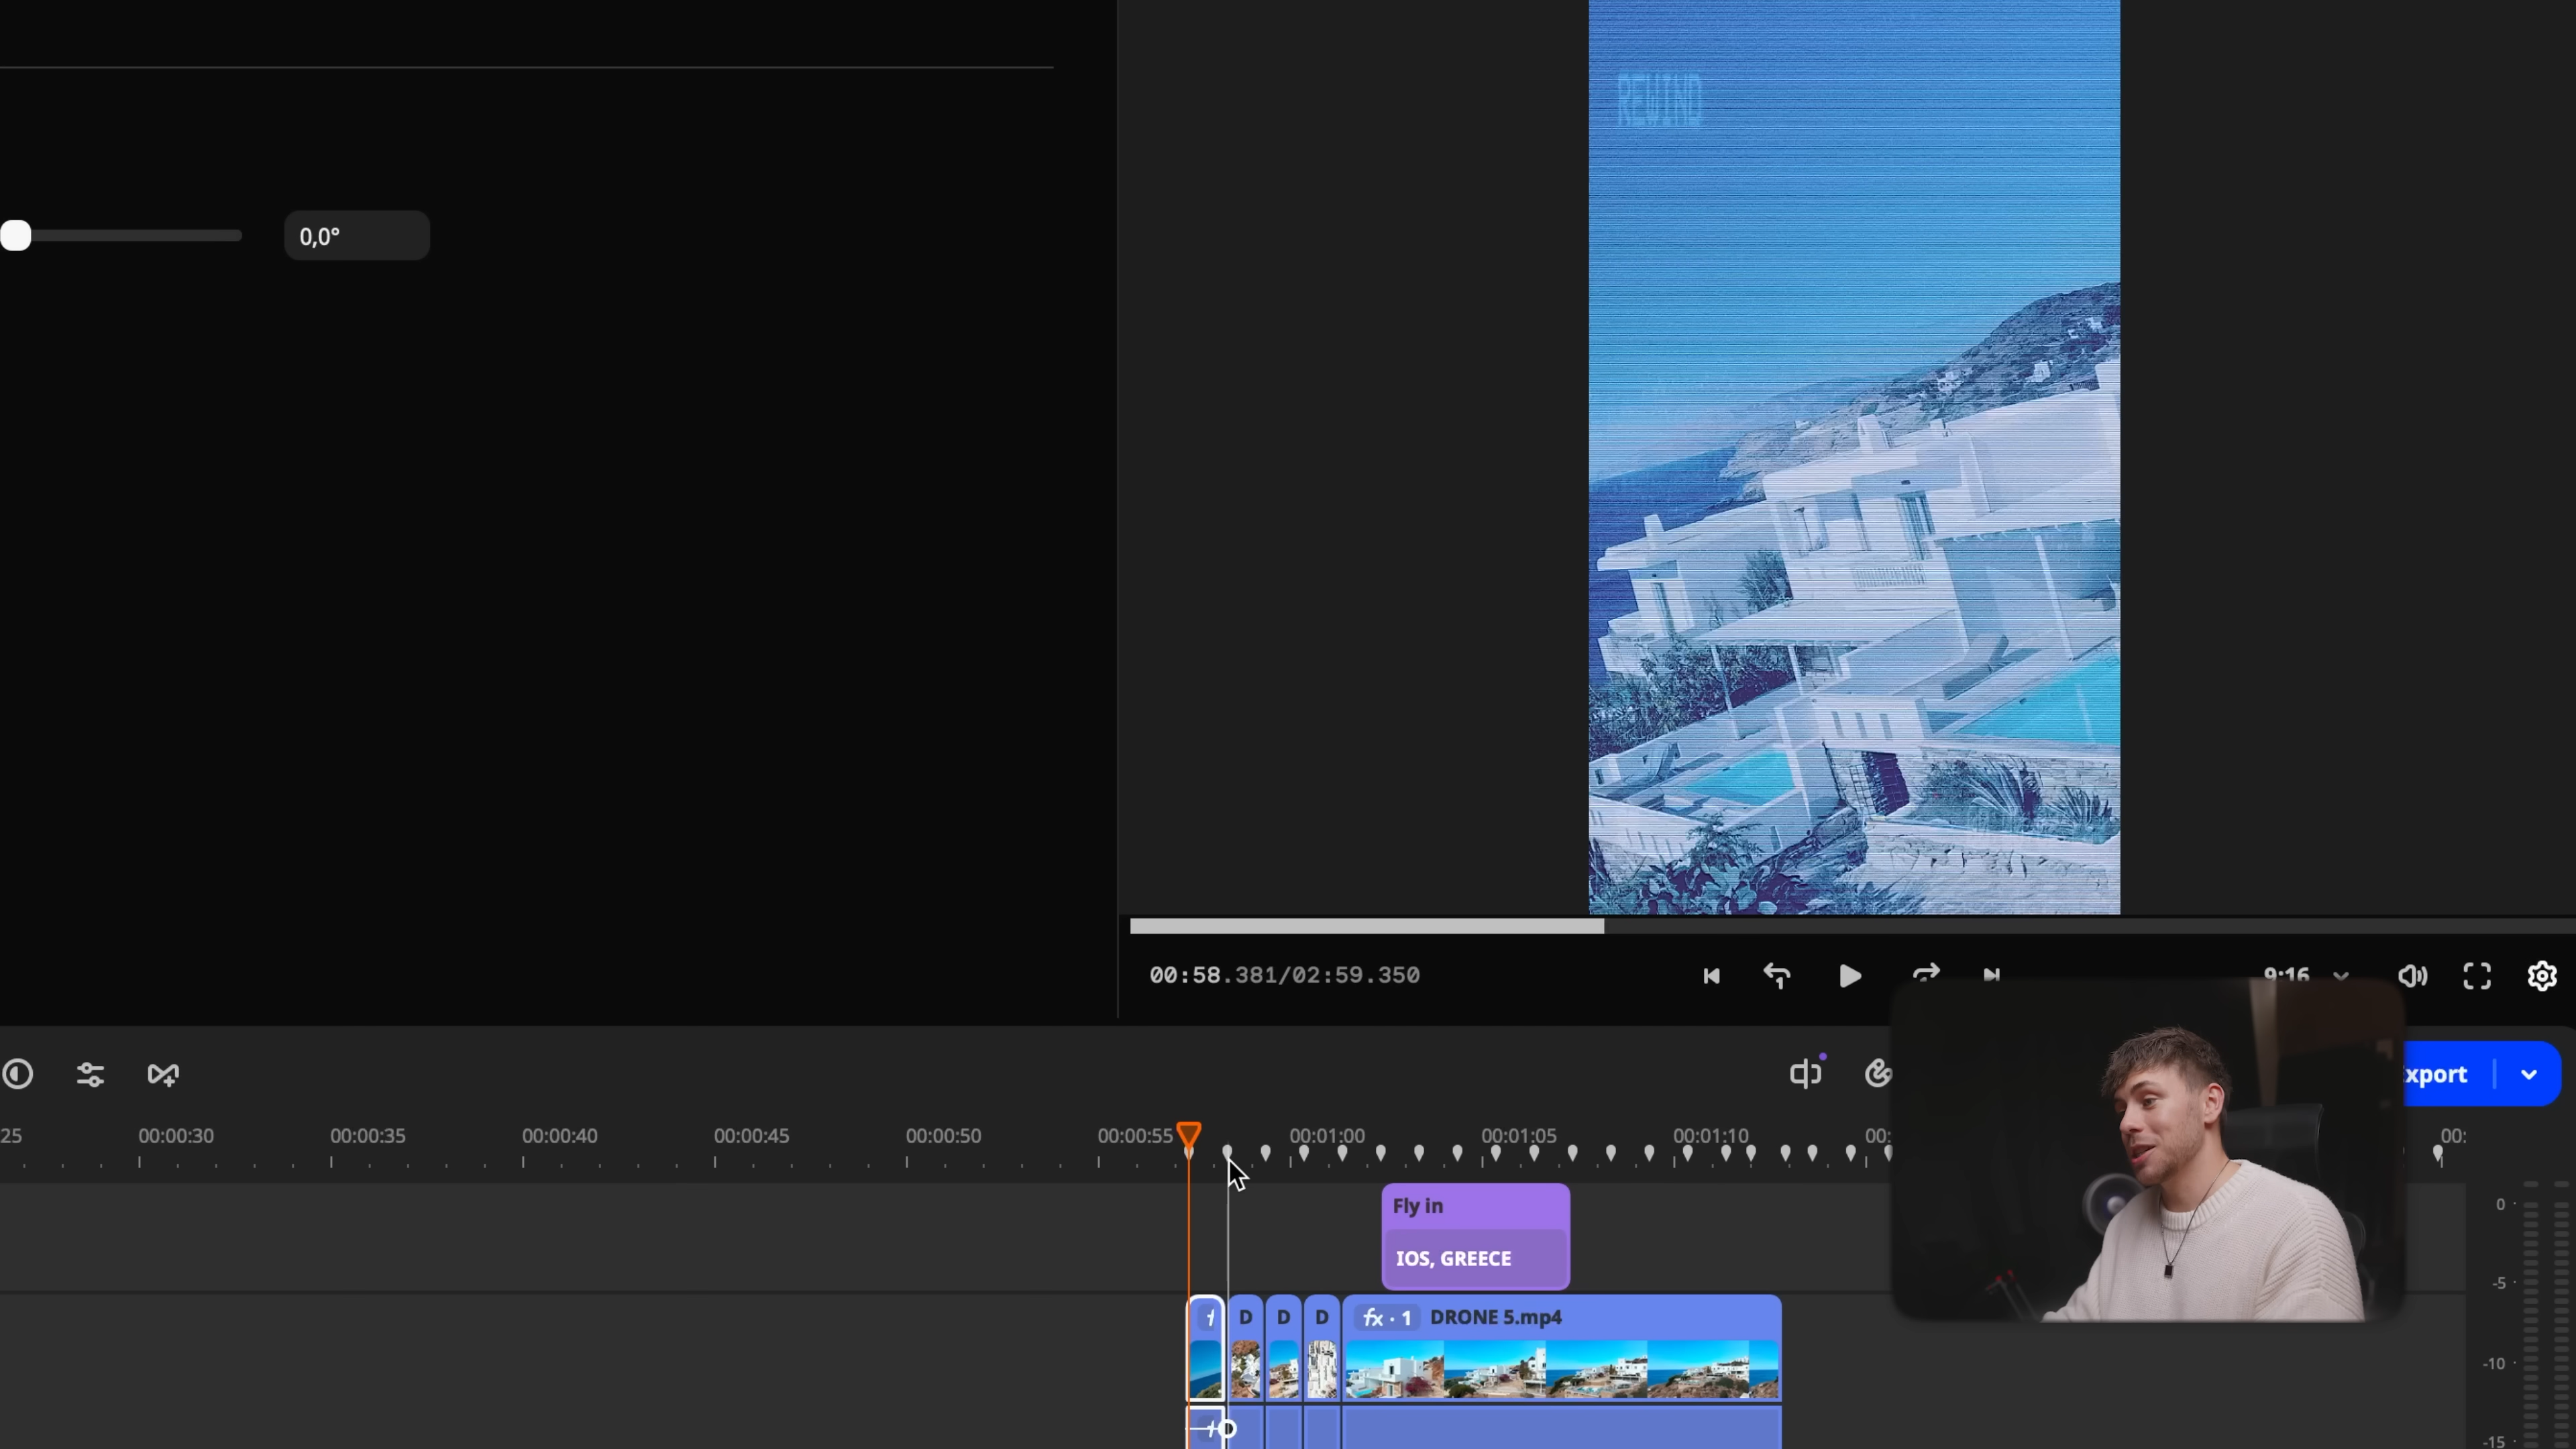 REWIND
0,0°
00:58.381/02:59.350
9:16
xport
25 00:00:30 00:00:35 00:00:40 00:00:45 00:00:50 00:00:55 00:01:00 00:01:05 00:01:10 00: 00:
Fly in
IOS, GREECE
0
-5
-10
-15
D D D fx · 1 DRONE 5.mp4